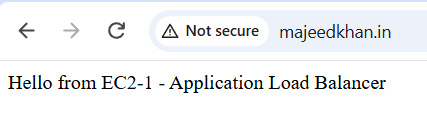 Not secure majeedkhan.in
Hello from EC2-1 - Application Load Balancer